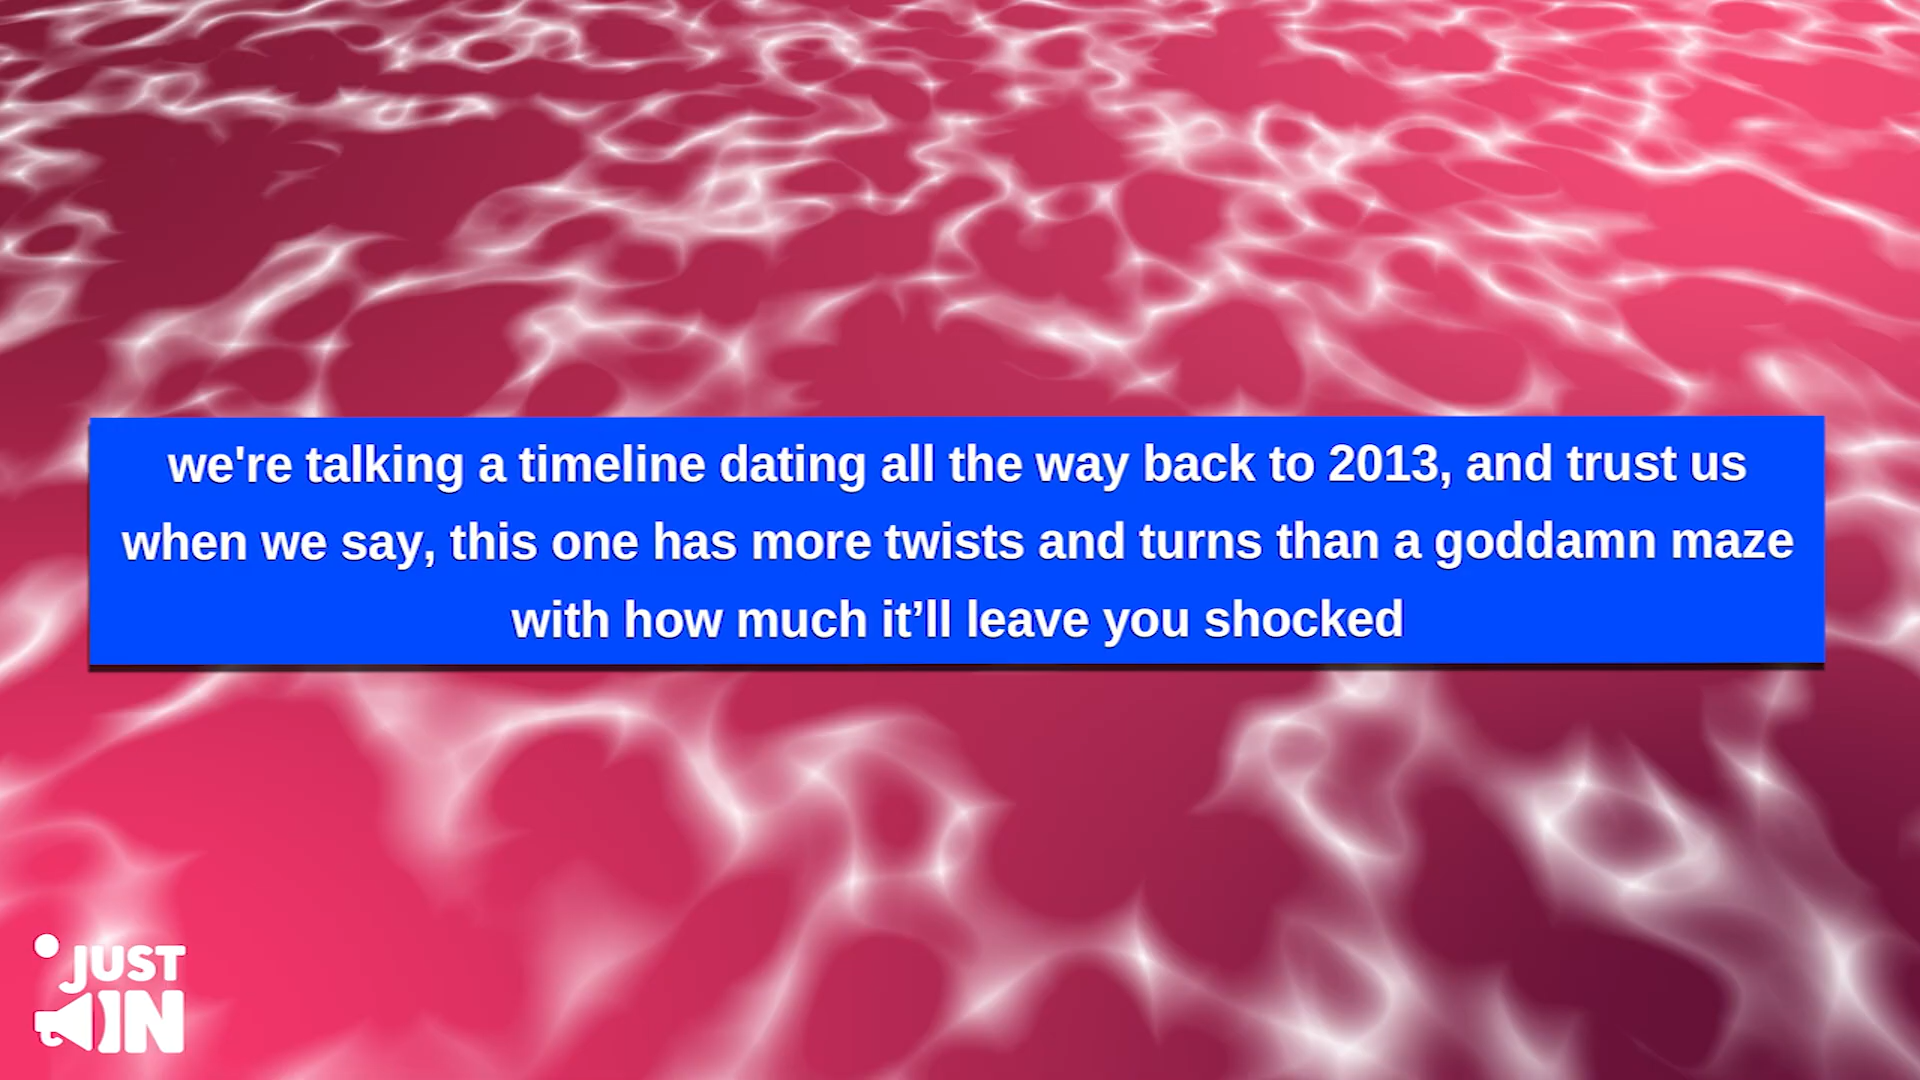 we're talking a timeline dating all the way back to 2013, and trust us
when we say, this one has more twists and turns than a goddamn maze
with how much it’ll leave you shocked
JUST
IN